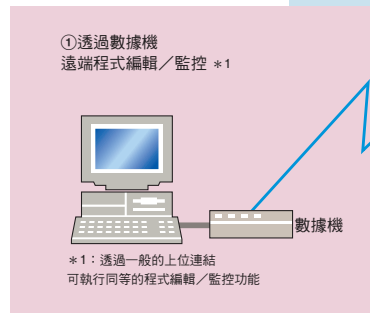 ①透過數據機
遠端程式編輯／監控 ＊1
數據機
＊1：透過一般的上位連結
可執行同等的程式編輯／監控功能